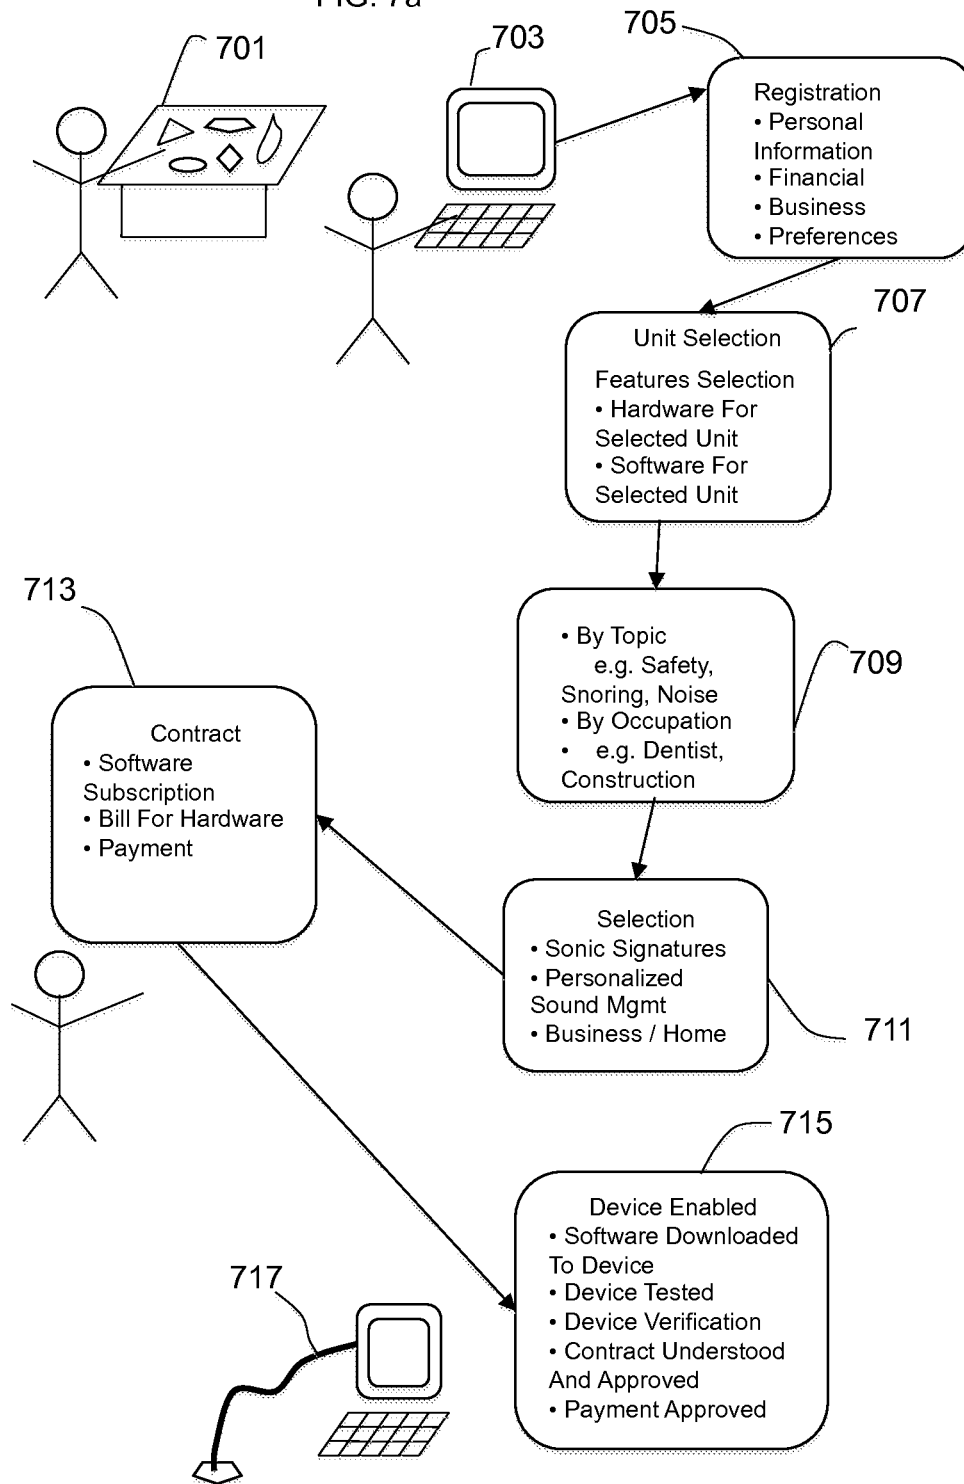 FIG. 7a
701
703
705
Registration
• Personal
Information
• Financial
• Business
• Preferences
707
Unit Selection
Features Selection
• Hardware For
Selected Unit
• Software For
Selected Unit
709
• By Topic
e.g. Safety,
Snoring, Noise
• By Occupation
• e.g. Dentist,
Construction
713
Contract
• Software
Subscription
• Bill For Hardware
• Payment
Selection
• Sonic Signatures
• Personalized
Sound Mgmt
• Business / Home
711
715
Device Enabled
• Software Downloaded
To Device
• Device Tested
• Device Verification
• Contract Understood
And Approved
• Payment Approved
717